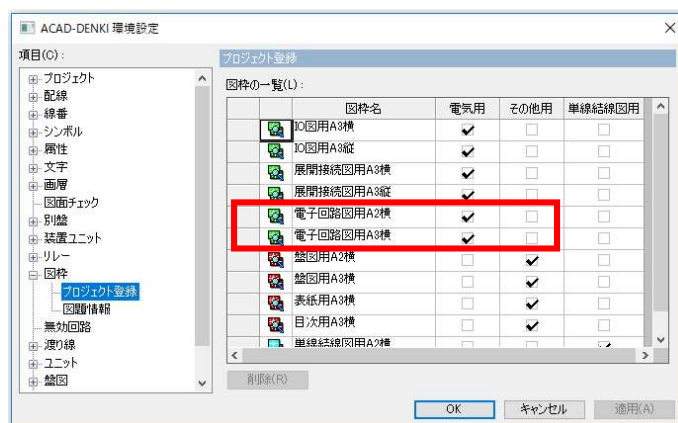 ACAD-DENKI 環境設定
項目(C):
プロジェクト
配線
線番
シンボル
属性
文字
画層
図面チェック
別盤
装置ユニット
リレー
図枠
プロジェクト登録
図題情報
無効回路
渡り線
ユニット
盤図
プロジェクト登録
図枠の一覧(L):
図枠名 電気用 その他用 単線結線図用
IO図用A3横
IO図用A3縦
展開接続図用A3横
展開接続図用A3縦
電子回路図用A2横
電子回路図用A3横
盤図用A2横
盤図用A3横
表紙用A3横
目次用A3横
単線結線図用A2横
削除(R)
OK キャンセル 適用(A)